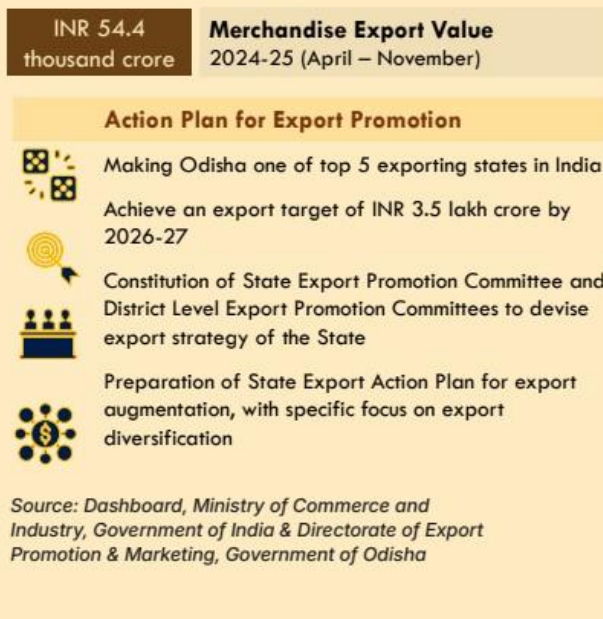 INR 54.4
thousand crore
Merchandise Export Value
2024-25 (April – November)
Action Plan for Export Promotion
Making Odisha one of top 5 exporting states in India
Achieve an export target of INR 3.5 lakh crore by
2026-27
Constitution of State Export Promotion Committee and
District Level Export Promotion Committees to devise
export strategy of the State
Preparation of State Export Action Plan for export
augmentation, with specific focus on export
diversification
Source: Dashboard, Ministry of Commerce and
Industry, Government of India & Directorate of Export
Promotion & Marketing, Government of Odisha